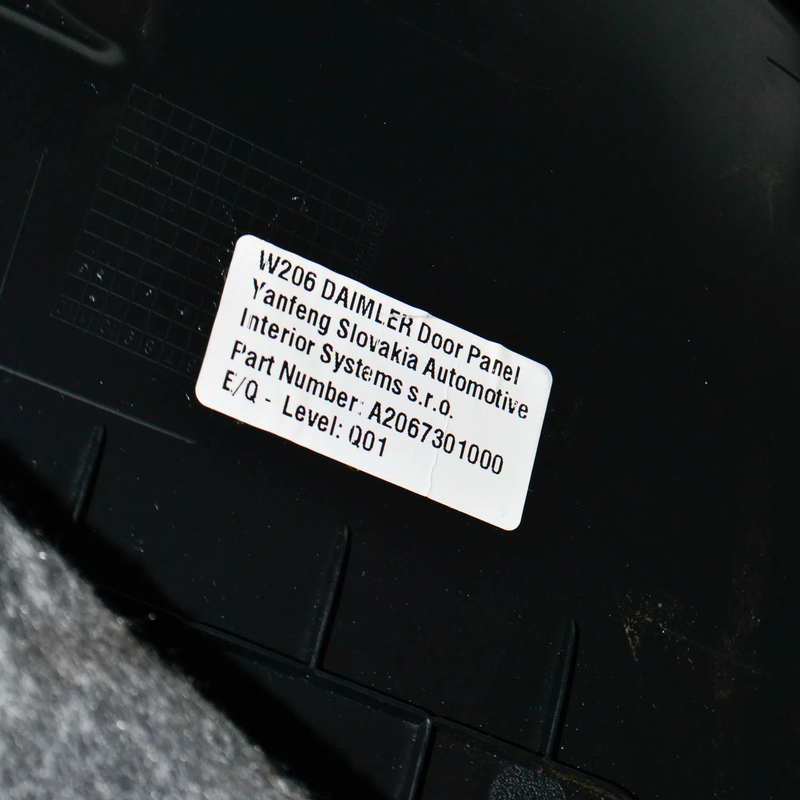 W206 DAIMLER Door Panel
Yanfeng Slovakia Automotive
Interior Systems s.r.o.
Part Number: A2067301000
E/Q - Level: Q01